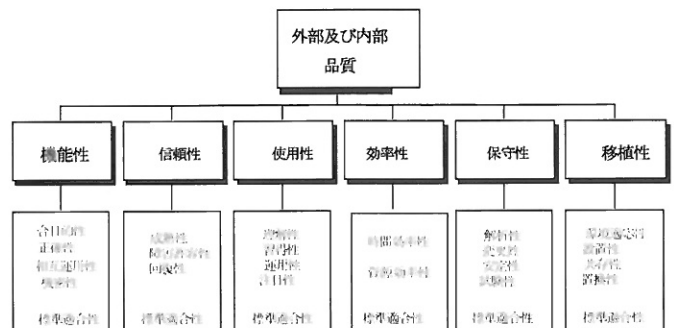 外部及び内部
品質
機能性
信頼性
使用性
効率性
保守性
移植性
合目的性
正確性
相互運用性
機密性
標準適合性
成熟性
障害許容性
回復性
標準適合性
理解性
習得性
運用性
注目性
標準適合性
時間効率性
資源効率性
標準適合性
解析性
変更性
安定性
試験性
標準適合性
環境適応性
設置性
共存性
置換性
標準適合性